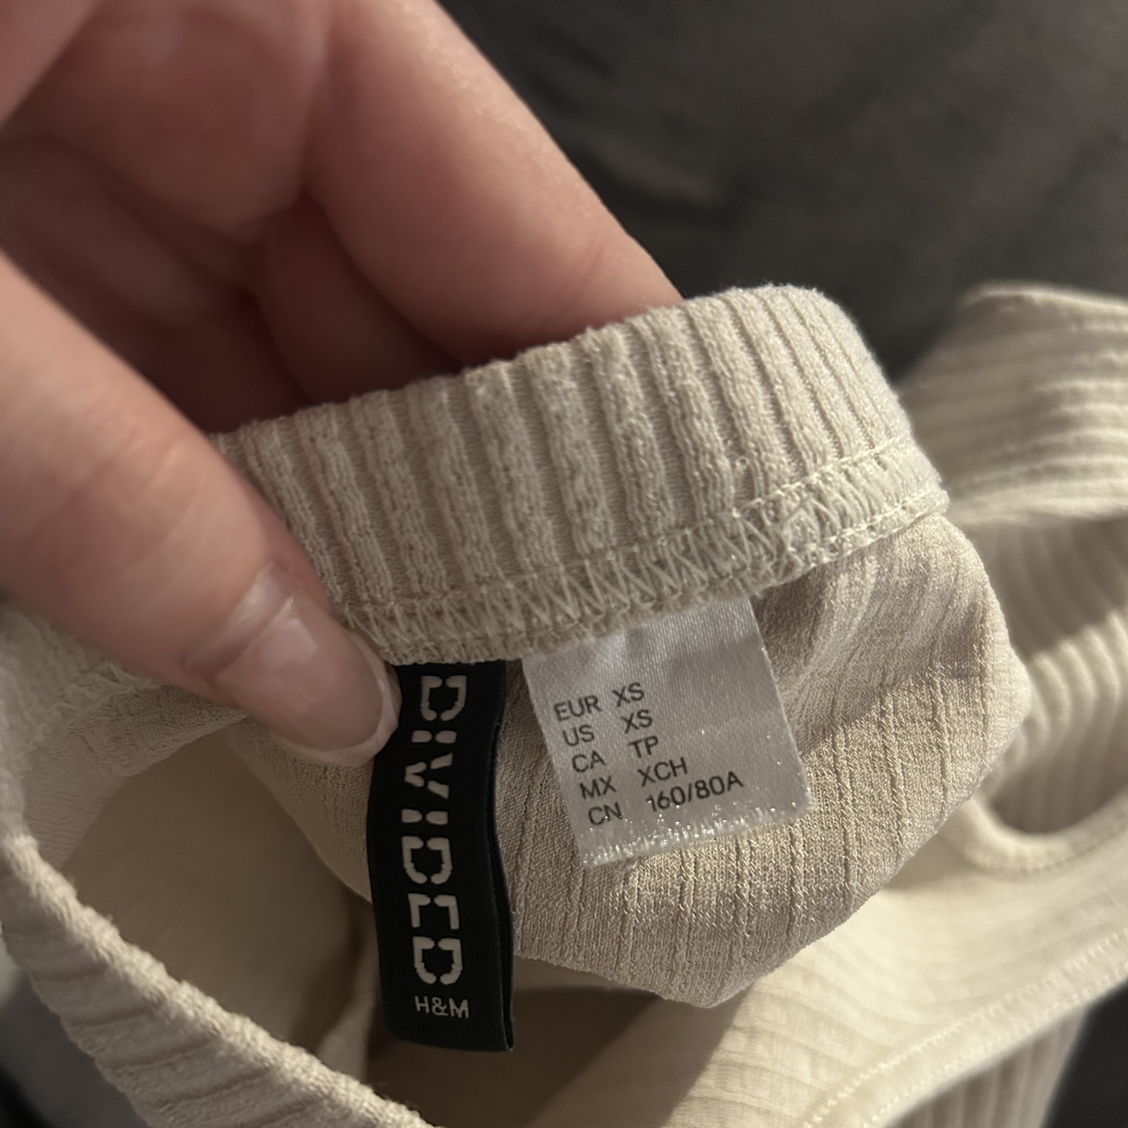 DIVIDED
H&M
EUR XS
US XS
CA TP
MX XCH
CN 160/80A